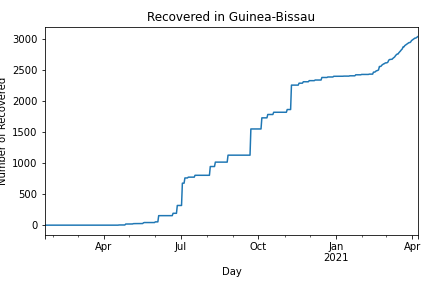 Recovered in Guinea-Bissau
3000
2500
2000
1500
1000
500
0
Number of Recovered
Apr Jul Oct Jan Apr
2021
Day